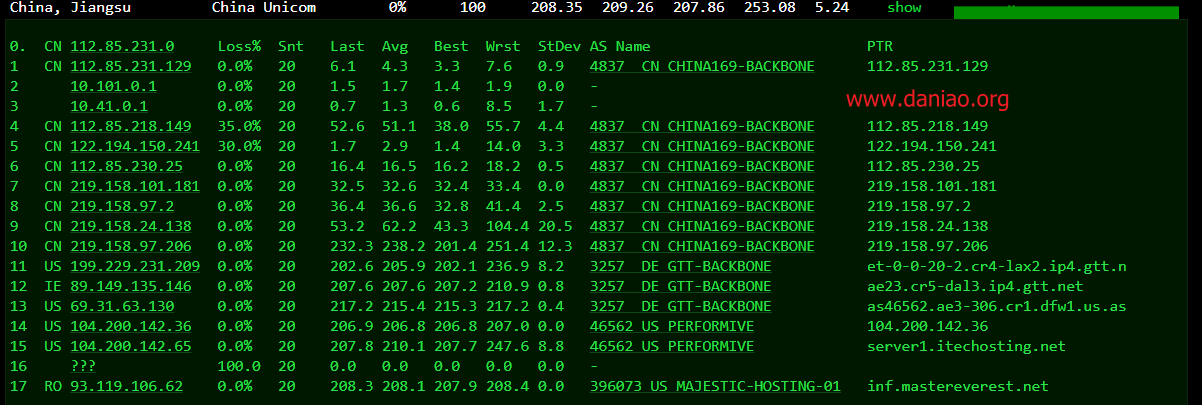 China, Jiangsu China Unicom 0% 100 208.35 209.26 207.86 253.08 5.24 show
0. CN 112.85.231.0 Loss% Snt Last Avg Best Wrst StDev AS Name PTR
1 CN 112.85.231.129 0.0% 20 6.1 4.3 3.3 7.6 0.9 4837 CN CHINA169-BACKBONE 112.85.231.129
2 10.101.0.1 0.0% 20 1.5 1.7 1.4 1.9 0.0 -
3 10.41.0.1 0.0% 20 0.7 1.3 0.6 8.5 1.7 -
www.daniao.org
4 CN 112.85.218.149 35.0% 20 52.6 51.1 38.0 55.7 4.4 4837 CN CHINA169-BACKBONE 112.85.218.149
5 CN 122.194.150.241 30.0% 20 1.7 2.9 1.4 14.0 3.3 4837 CN CHINA169-BACKBONE 122.194.150.241
6 CN 112.85.230.25 0.0% 20 16.4 16.5 16.2 18.2 0.5 4837 CN CHINA169-BACKBONE 112.85.230.25
7 CN 219.158.101.181 0.0% 20 32.5 32.6 32.4 33.4 0.0 4837 CN CHINA169-BACKBONE 219.158.101.181
8 CN 219.158.97.2 0.0% 20 36.4 36.6 32.8 41.4 2.5 4837 CN CHINA169-BACKBONE 219.158.97.2
9 CN 219.158.24.138 0.0% 20 53.2 62.2 43.3 104.4 20.5 4837 CN CHINA169-BACKBONE 219.158.24.138
10 CN 219.158.97.206 0.0% 20 232.3 238.2 201.4 251.4 12.3 4837 CN CHINA169-BACKBONE 219.158.97.206
11 US 199.229.231.209 0.0% 20 202.6 205.9 202.1 236.9 8.2 3257 DE GTT-BACKBONE et-0-0-20-2.cr4-lax2.ip4.gtt.n
12 IE 89.149.135.146 0.0% 20 207.6 207.6 207.2 210.9 0.8 3257 DE GTT-BACKBONE ae23.cr5-dal3.ip4.gtt.net
13 US 69.31.63.130 0.0% 20 217.2 215.4 215.3 217.2 0.4 3257 DE GTT-BACKBONE as46562.ae3-306.cr1.dfw1.us.as
14 US 104.200.142.36 0.0% 20 206.9 206.8 206.8 207.0 0.0 46562 US PERFORMIVE 104.200.142.36
15 US 104.200.142.65 0.0% 20 207.8 210.1 207.7 247.6 8.8 46562 US PERFORMIVE server1.itechosting.net
16 ??? 100.0 20 0.0 0.0 0.0 0.0 0.0 -
17 RO 93.119.106.62 0.0% 20 208.3 208.1 207.9 208.4 0.0 396073 US MAJESTIC-HOSTING-01 inf.mastereverest.net